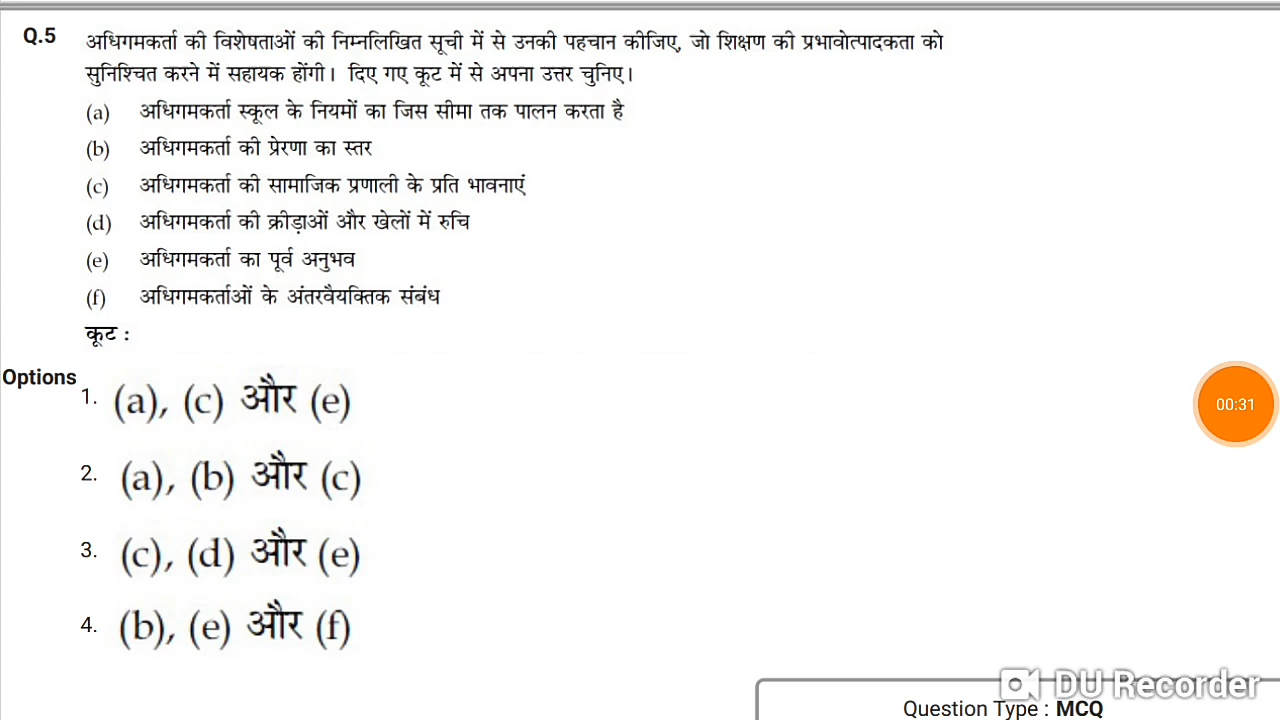 Q.5 अधिगमकर्ता की विशेषताओं की निम्नलिखित सूची में से उनकी पहचान कीजिए, जो शिक्षण की प्रभावोत्पादकता को
सुनिश्चित करने में सहायक होंगी। दिए गए कूट में से अपना उत्तर चुनिए।
(a) अधिगमकर्ता स्कूल के नियमों का जिस सीमा तक पालन करता है
(b) अधिगमकर्ता की प्रेरणा का स्तर
(c) अधिगमकर्ता की सामाजिक प्रणाली के प्रति भावनाएं
(d) अधिगमकर्ता की क्रीड़ाओं और खेलों में रुचि
(e) अधिगमकर्ता का पूर्व अनुभव
(f) अधिगमकर्ताओं के अंतरवैयक्तिक संबंध
कूट :
Options
1. (a), (c) और (e)
00:31
2. (a), (b) और (c)
3. (c), (d) और (e)
4. (b), (e) और (f)
DU Recorder
Question Type : MCQ